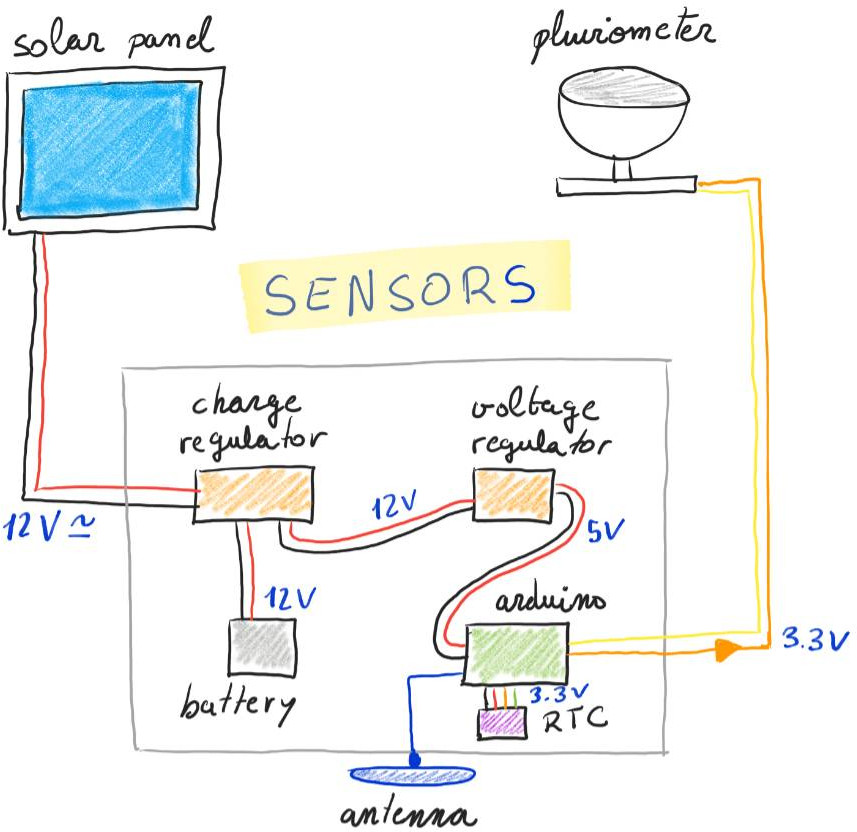 solar panel
pluviometer
SENSORS
charge
regulator
voltage
regulator
12V
12V ≃
5V
12V
arduino
3.3V
battery
3.3V
RTC
antenna